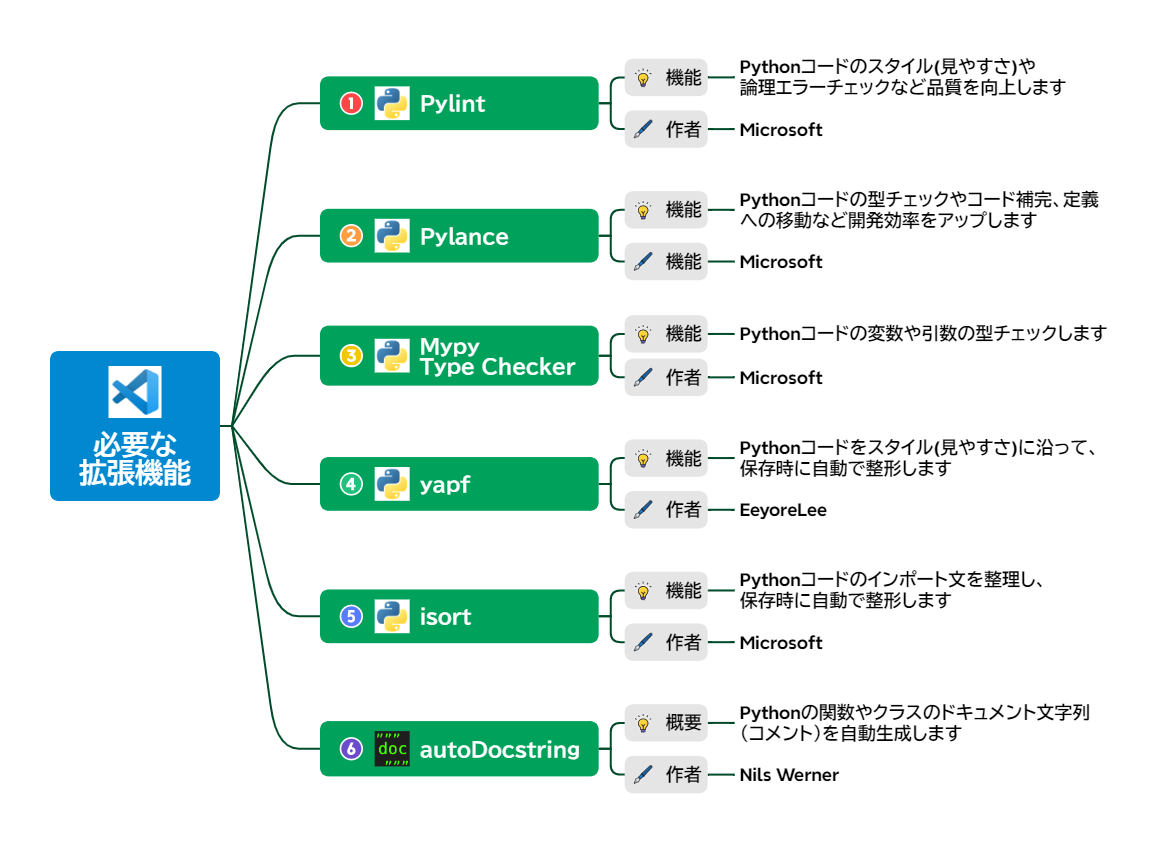 必要な
拡張機能
1 Pylint
機能
Pythonコードのスタイル(見やすさ)や
論理エラーチェックなど品質を向上します
作者
Microsoft
2 Pylance
機能
Pythonコードの型チェックやコード補完、定義
への移動など開発効率をアップします
機能
Microsoft
3 Mypy
Type Checker
機能
Pythonコードの変数や引数の型チェックします
作者
Microsoft
4 yapf
機能
Pythonコードをスタイル(見やすさ)に沿って、
保存時に自動で整形します
作者
EeyoreLee
5 isort
機能
Pythonコードのインポート文を整理し、
保存時に自動で整形します
作者
Microsoft
6 """
doc
"""
autoDocstring
概要
Pythonの関数やクラスのドキュメント文字列
(コメント)を自動生成します
作者
Nils Werner